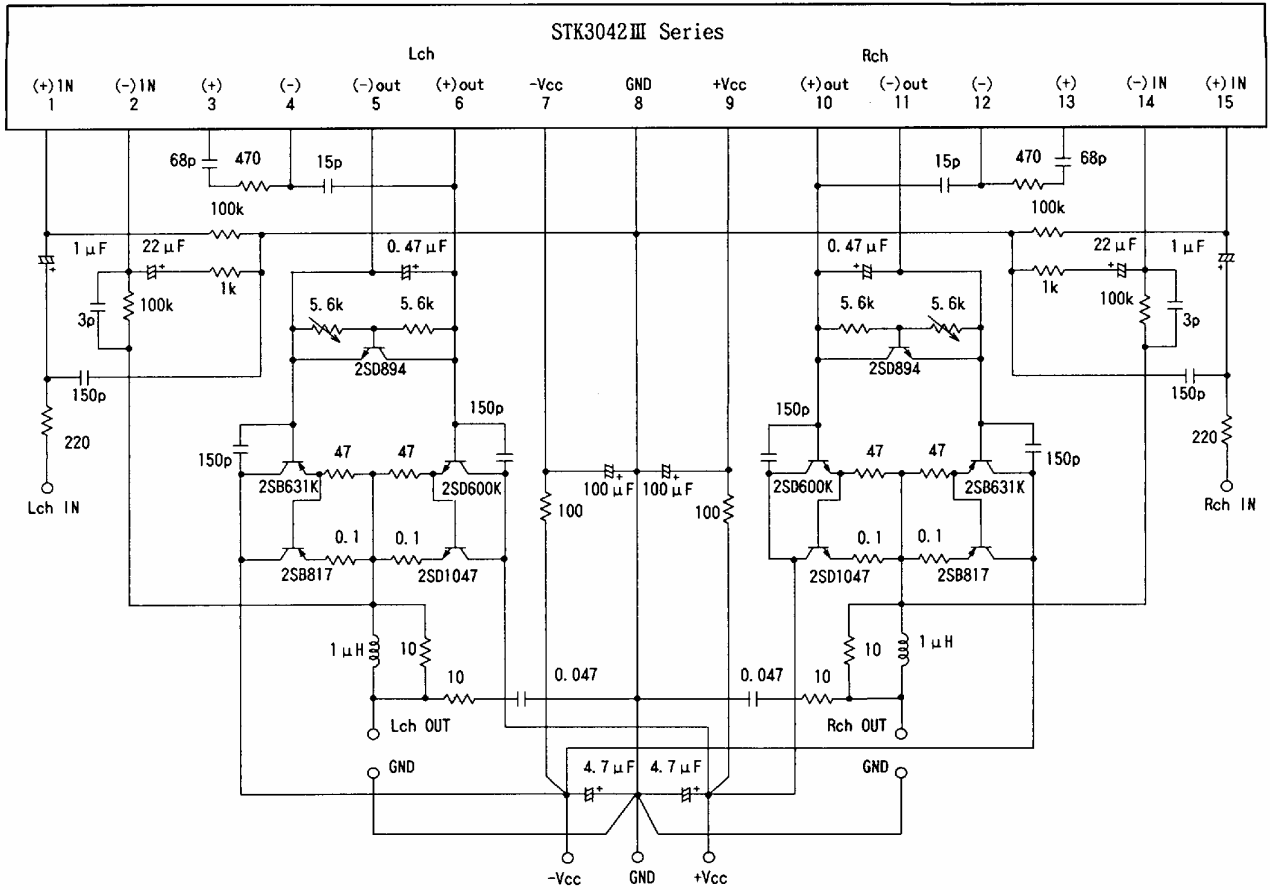 STK3042Ⅲ Series
Lch Rch
(+)IN (-)IN (+) (-) (-)out (+)out -Vcc GND +Vcc (+)out (-)out (-) (+) (-)IN (+)IN
1 2 3 4 5 6 7 8 9 10 11 12 13 14 15
68p 470 15p 15p 470 68p
100k 100k
1μF 22μF 0.47μF 0.47μF 22μF 1μF
+ + + + + +
1k 1k
5.6k 5.6k 5.6k 5.6k
3p 100k 100k 3p
2SD894 2SD894
150p 150p
150p 150p
220 47 47 47 47 220
150p 150p
2SB631K 2SD600K 2SD600K 2SB631K
+ +
100μF 100μF
Lch IN 100 100 Rch IN
0.1 0.1 0.1 0.1
2SB817 2SD1047 2SD1047 2SB817
1μH 10 10 1μH
10 0.047 0.047 10
Lch OUT Rch OUT
GND 4.7μF 4.7μF GND
+ +
-Vcc GND +Vcc